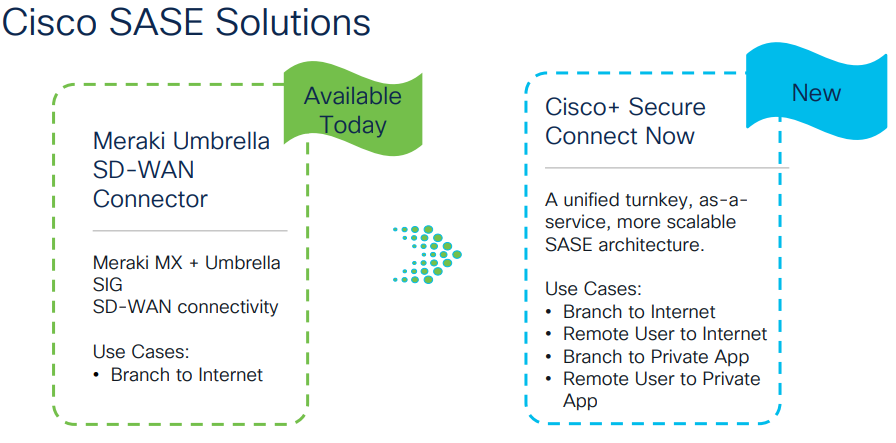 Cisco SASE Solutions
Available
Today
Meraki Umbrella
SD-WAN
Connector
Meraki MX + Umbrella
SIG
SD-WAN connectivity
Use Cases:
• Branch to Internet
New
Cisco+ Secure
Connect Now
A unified turnkey, as-a-
service, more scalable
SASE architecture.
Use Cases:
• Branch to Internet
• Remote User to Internet
• Branch to Private App
• Remote User to Private
App